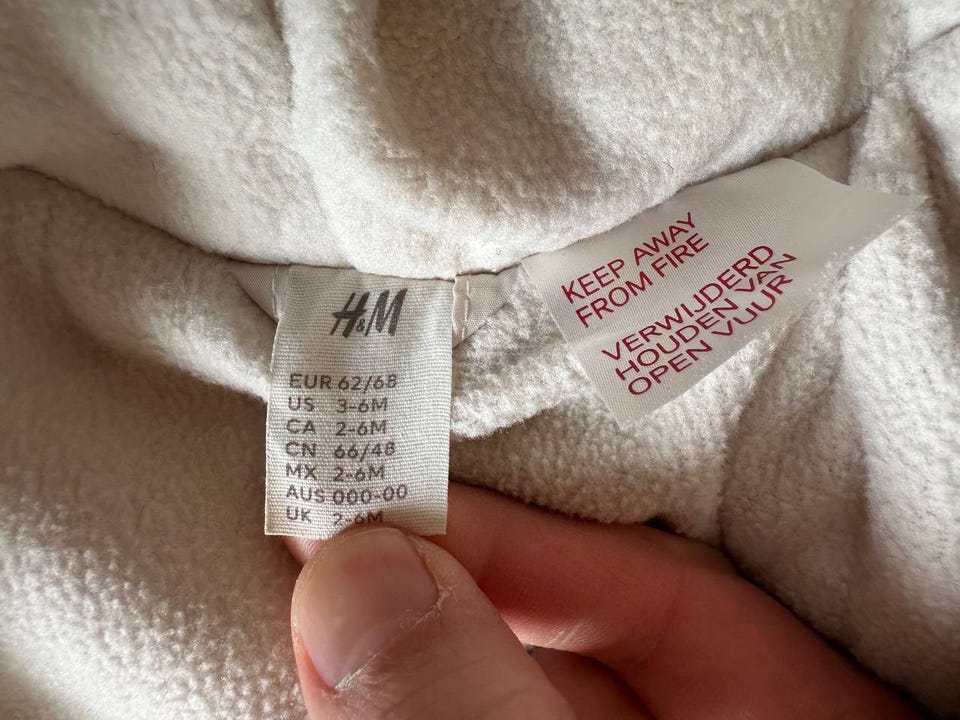 H&M
EUR 62/68
US 3-6M
CA 2-6M
CN 66/48
MX 2-6M
AUS 000-00
UK 2-6M
KEEP AWAY
FROM FIRE
VERWIJDERD
HOUDEN VAN
OPEN VUUR